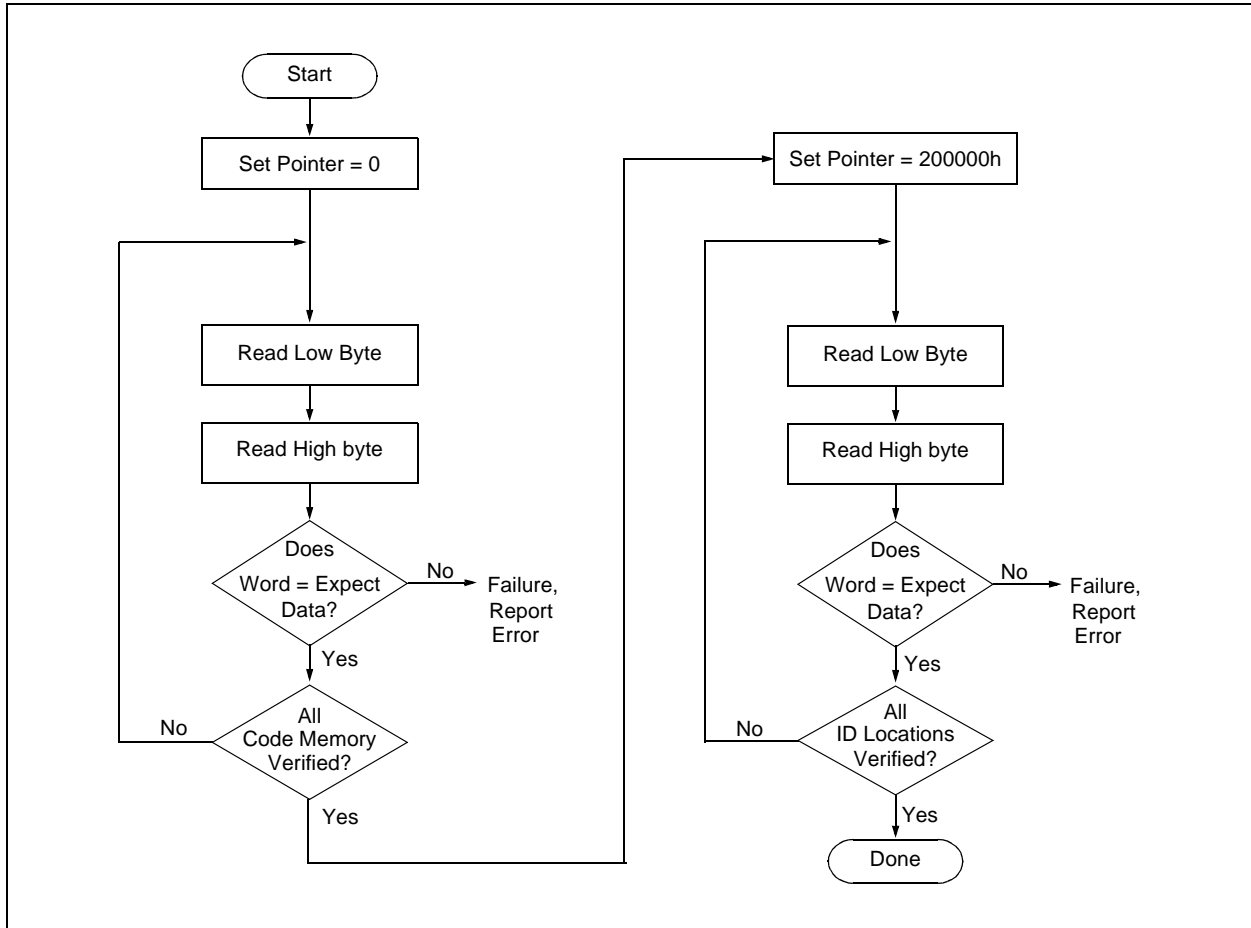 Start
Set Pointer = 0
Read Low Byte
Read High byte
Does
Word = Expect
Data?
No
Failure,
Report
Error
Yes
All
Code Memory
Verified?
No
Yes
Set Pointer = 200000h
Read Low Byte
Read High byte
Does
Word = Expect
Data?
No
Failure,
Report
Error
Yes
All
ID Locations
Verified?
No
Yes
Done